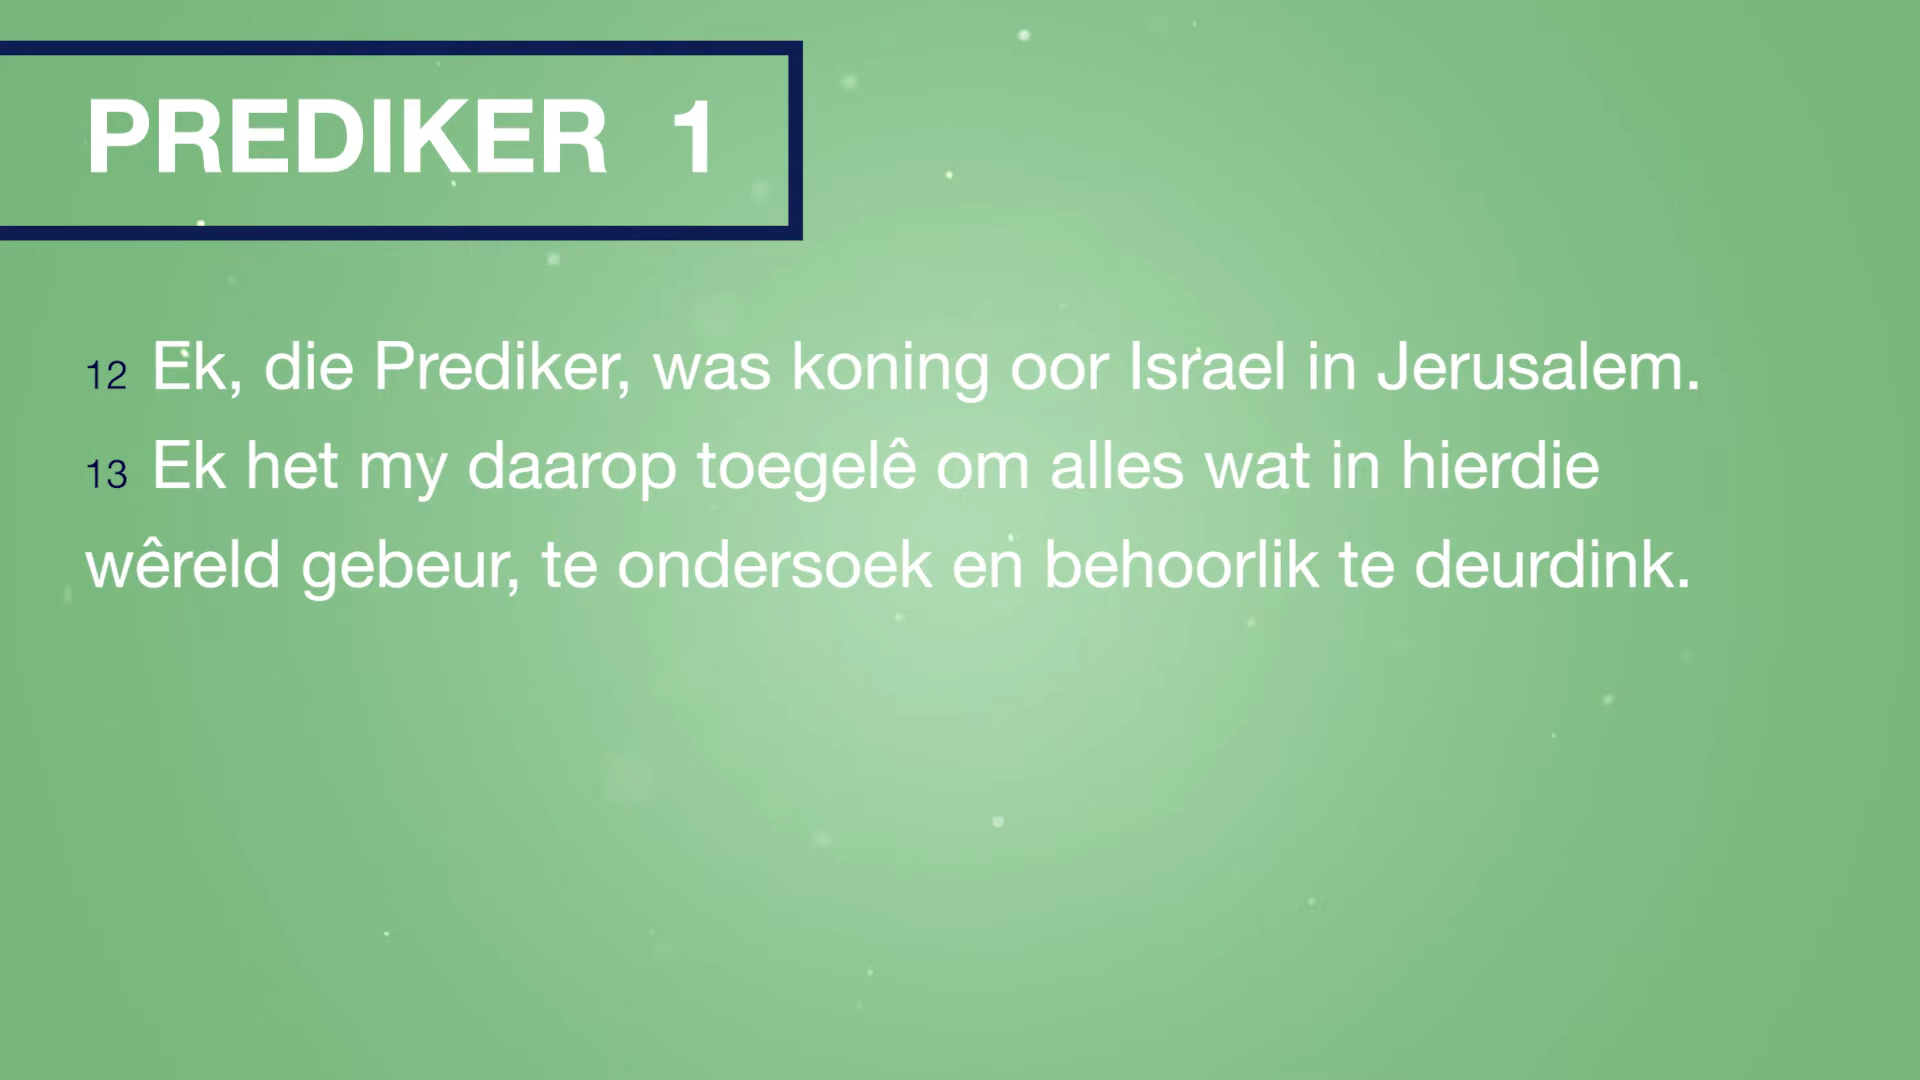 PREDIKER 1
12 Ek, die Prediker, was koning oor Israel in Jerusalem.
13 Ek het my daarop toegelê om alles wat in hierdie
wêreld gebeur, te ondersoek en behoorlik te deurdink.